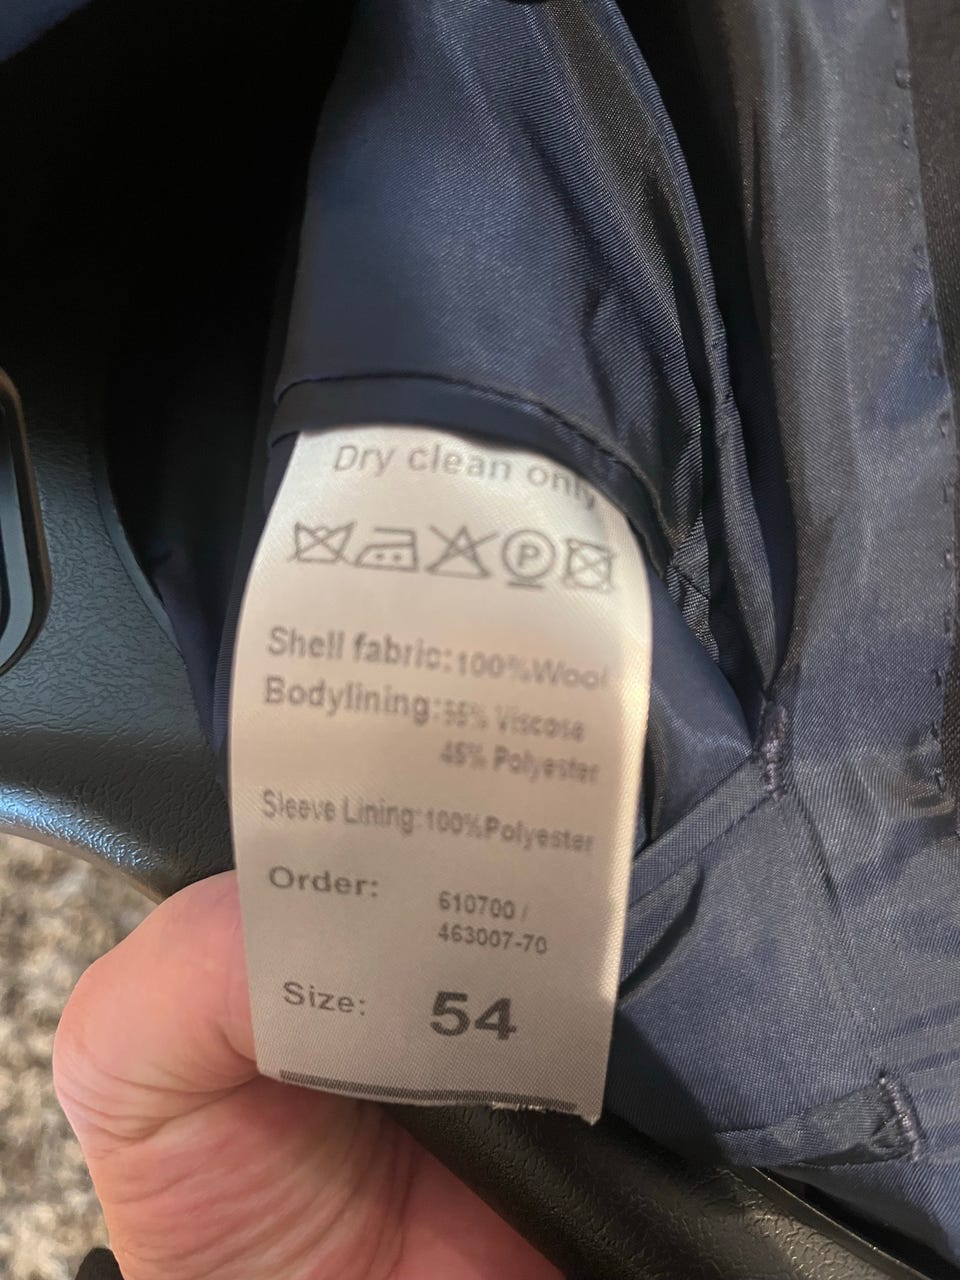 Dry clean only
P
Shell fabric:100%Wool
Bodylining:55% Viscose
45% Polyester
Sleeve Lining:100%Polyester
Order: 610700 /
463007-70
Size: 54